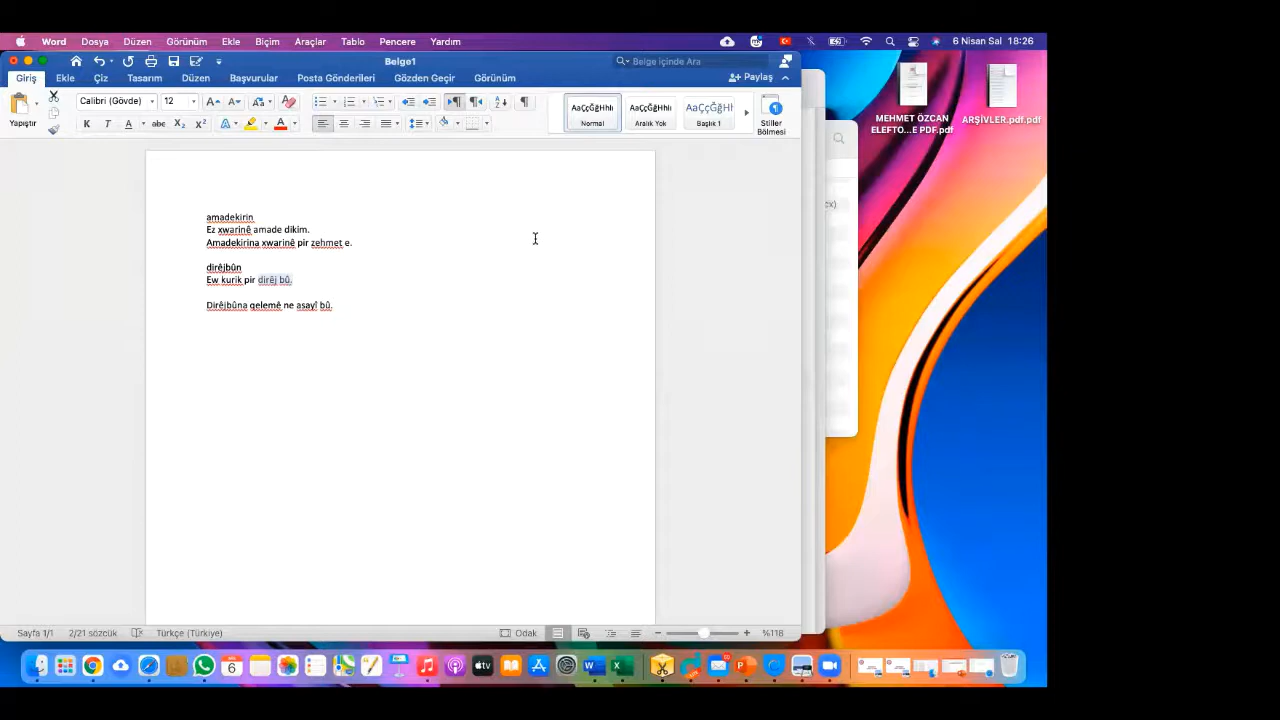 Word Dosya Düzen Görünüm Ekle Biçim Araçlar Tablo Pencere Yardım
6 Nisan Sal 18:26
Belge1
Belge içinde Ara
Giriş Ekle Çiz Tasarım Düzen Başvurular Posta Gönderileri Gözden Geçir Görünüm
Paylaş
Calibri (Gövde) 12
Yapıştır
K T A abc X₂ X²
AaÇçĞğHhIı AaÇçĞğHhIı AaÇçĞğHI
Normal Aralık Yok Başlık 1
Stiller
Bölmesi
MEHMET ÖZCAN
ELEFTO...E PDF.pdf
ARŞİVLER.pdf.pdf
amadekirin
Ez xwarinê amade dikim.
Amadekirina xwarinê pir zehmet e.
dirêjbûn
Ew kurik pir dirêj bû.
Dirêjbûna qelemê ne asayî bû.
Sayfa 1/1 2/21 sözcük Türkçe (Türkiye)
Odak
%118